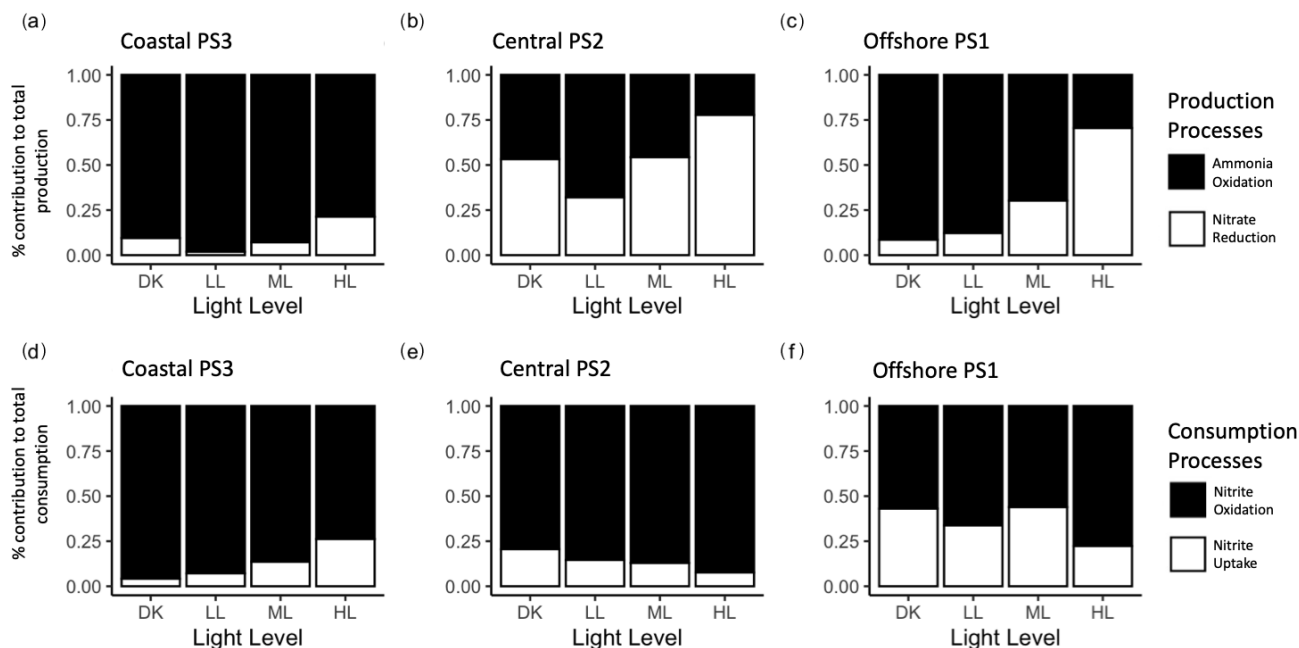 (a)
Coastal PS3
% contribution to total
production
1.00
0.75
0.50
0.25
0.00
DK LL ML HL
Light Level
(b)
Central PS2
1.00
0.75
0.50
0.25
0.00
DK LL ML HL
Light Level
(c)
Offshore PS1
1.00
0.75
0.50
0.25
0.00
DK LL ML HL
Light Level
Production
Processes
Ammonia
Oxidation
Nitrate
Reduction
(d)
Coastal PS3
% contribution to total
consumption
1.00
0.75
0.50
0.25
0.00
DK LL ML HL
Light Level
(e)
Central PS2
1.00
0.75
0.50
0.25
0.00
DK LL ML HL
Light Level
(f)
Offshore PS1
1.00
0.75
0.50
0.25
0.00
DK LL ML HL
Light Level
Consumption
Processes
Nitrite
Oxidation
Nitrite
Uptake